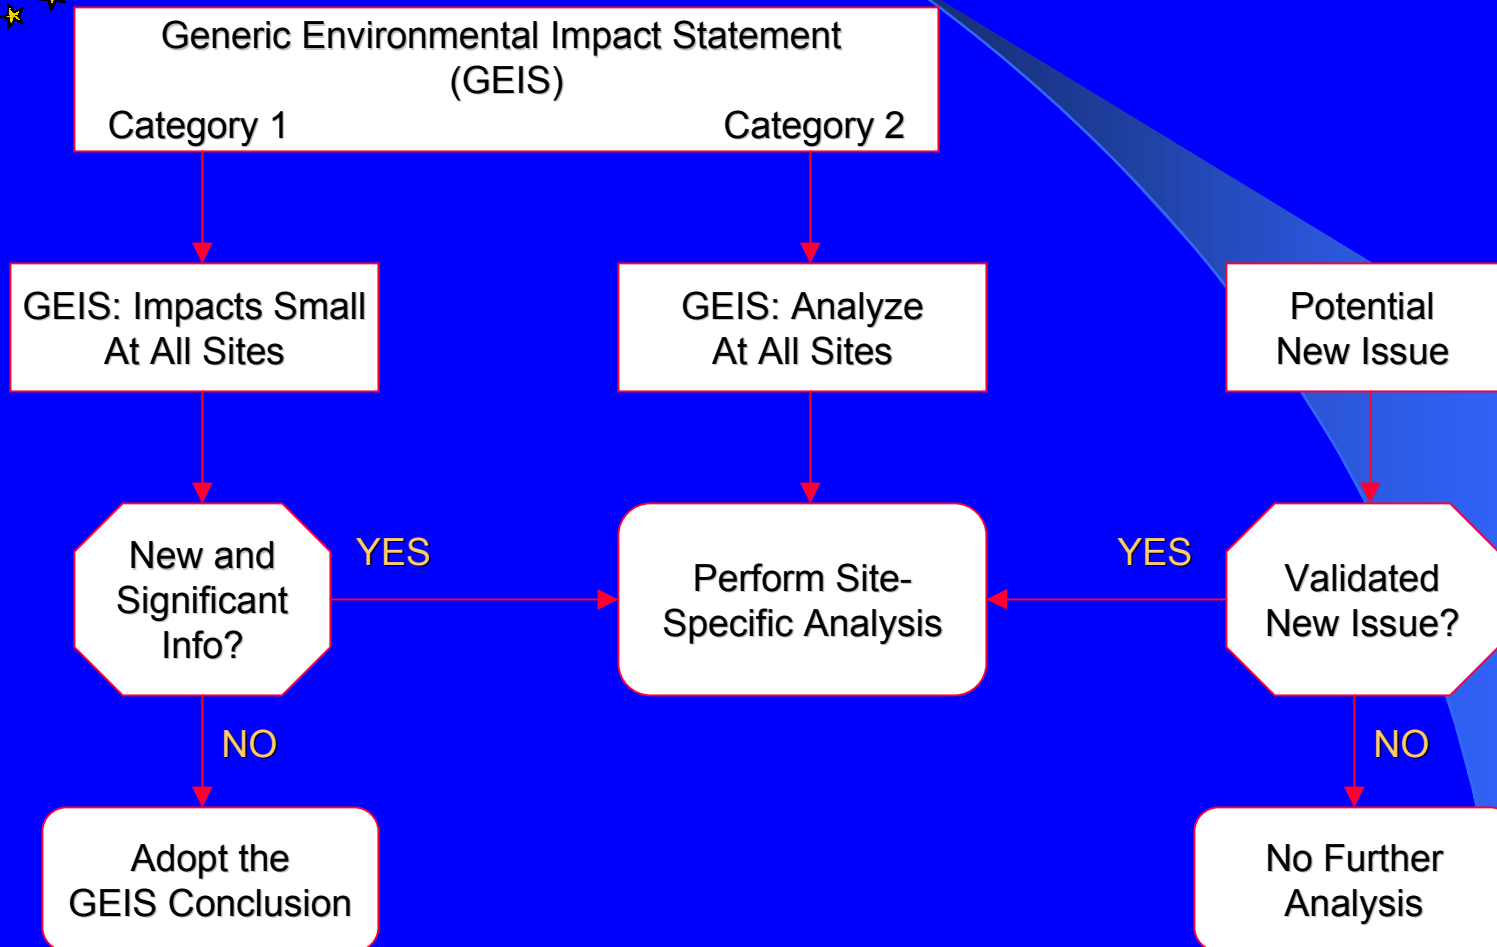 Generic Environmental Impact Statement
(GEIS)
Category 1
Category 2
GEIS: Impacts Small
At All Sites
GEIS: Analyze
At All Sites
Potential
New Issue
New and
Significant
Info?
YES
Perform Site-
Specific Analysis
YES
Validated
New Issue?
NO
NO
Adopt the
GEIS Conclusion
No Further
Analysis